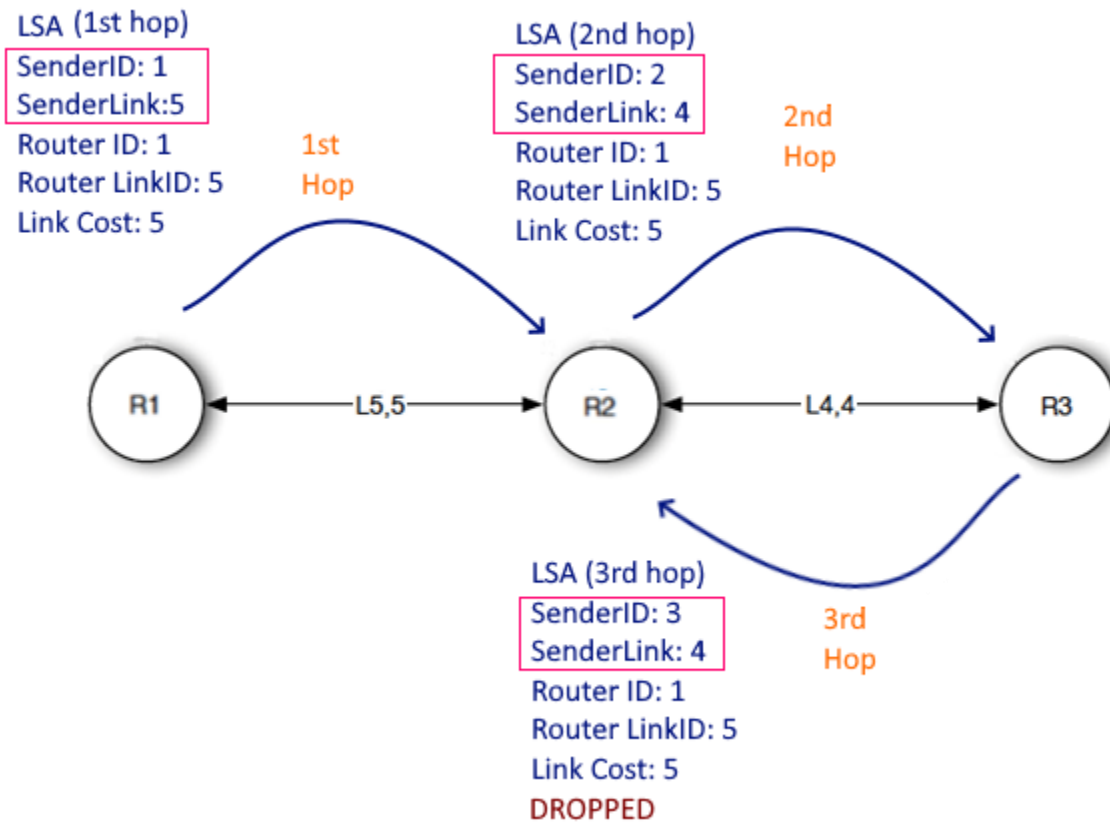 LSA (1st hop)
SenderID: 1
SenderLink:5
Router ID: 1
Router LinkID: 5
Link Cost: 5
1st
Hop
LSA (2nd hop)
SenderID: 2
SenderLink: 4
Router ID: 1
Router LinkID: 5
Link Cost: 5
2nd
Hop
R1
L5,5
R2
L4,4
R3
LSA (3rd hop)
SenderID: 3
SenderLink: 4
Router ID: 1
Router LinkID: 5
Link Cost: 5
DROPPED
3rd
Hop